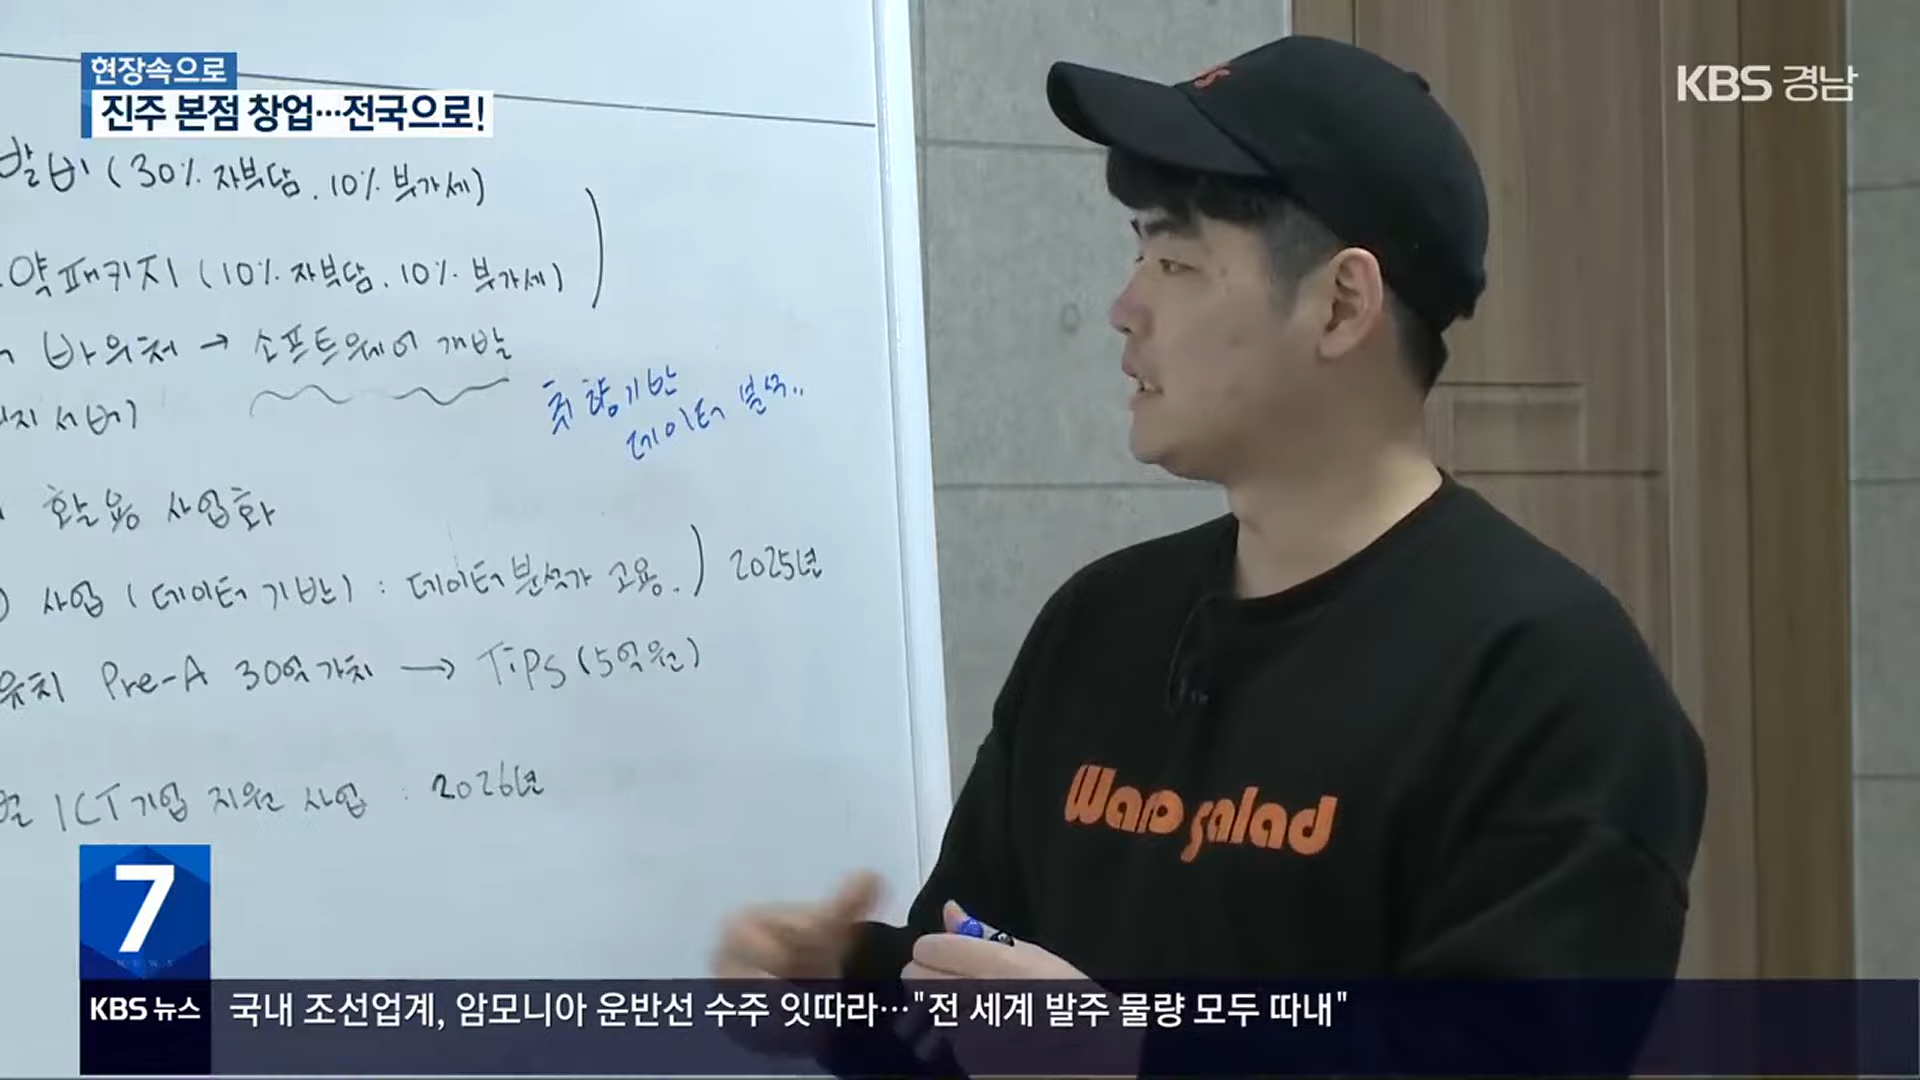 현장속으로
진주 본점 창업…전국으로!
KBS 경남
발비 (30% 자부담, 10% 부가세)
약패키지 (10% 자부담, 10% 부가세)
바우처 → 소프트웨어 개발
서버)
취향기반
데이터 분석..
활용 사업화
사업 (데이터 기반) : 데이터분석가 고용.) 2025년
유치 Pre-A 30억 가치 → Tips (5억원)
ICT기업 지원 사업 : 2026년
Warp Salad
7
NEWS
KBS 뉴스
국내 조선업계, 암모니아 운반선 수주 잇따라…"전 세계 발주 물량 모두 따내"